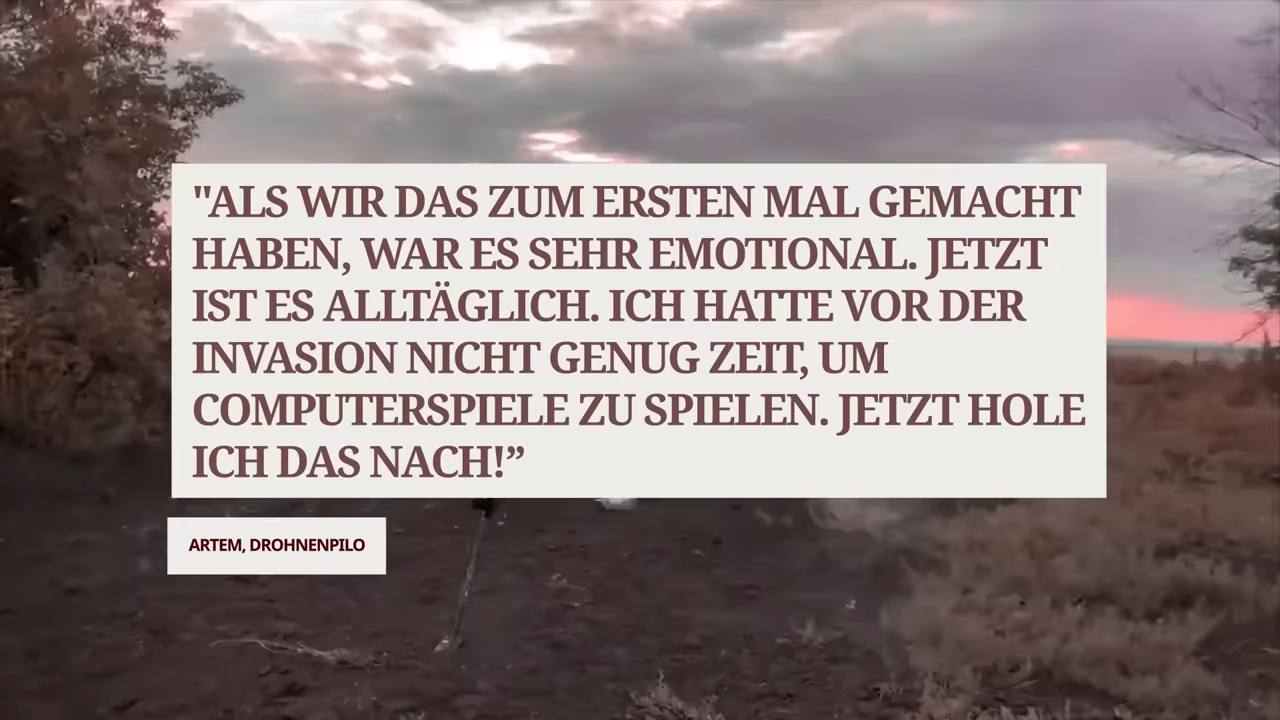 "ALS WIR DAS ZUM ERSTEN MAL GEMACHT
HABEN, WAR ES SEHR EMOTIONAL. JETZT
IST ES ALLTÄGLICH. ICH HATTE VOR DER
INVASION NICHT GENUG ZEIT, UM
COMPUTERSPIELE ZU SPIELEN. JETZT HOLE
ICH DAS NACH!”
ARTEM, DROHNENPILO